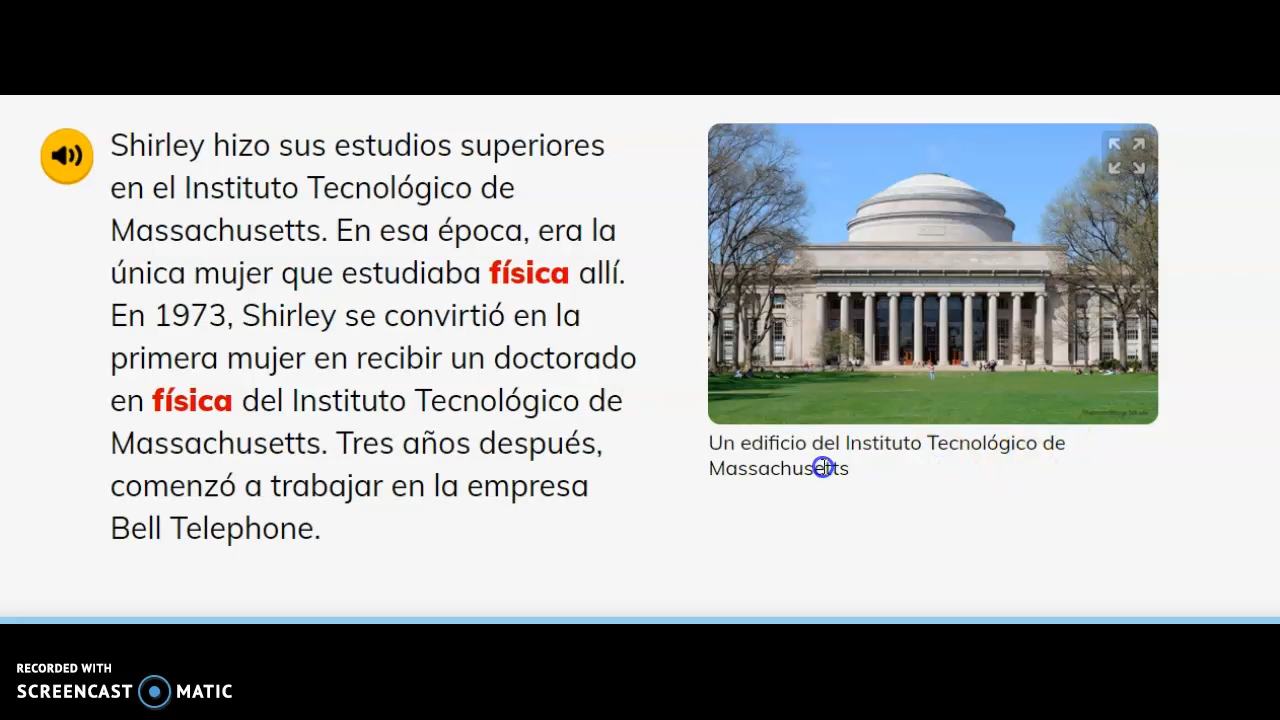 Shirley hizo sus estudios superiores
en el Instituto Tecnológico de
Massachusetts. En esa época, era la
única mujer que estudiaba física allí.
En 1973, Shirley se convirtió en la
primera mujer en recibir un doctorado
en física del Instituto Tecnológico de
Massachusetts. Tres años después,
comenzó a trabajar en la empresa
Bell Telephone.
Un edificio del Instituto Tecnológico de
Massachusetts
RECORDED WITH
SCREENCAST MATIC